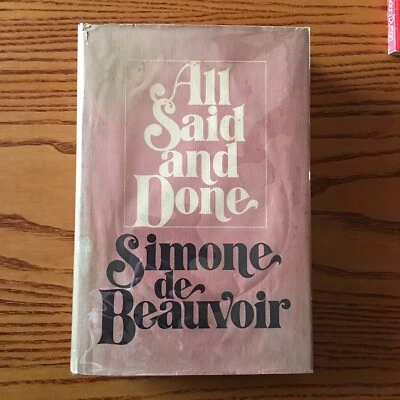 All
Said
and
Done
Simone
de
Beauvoir